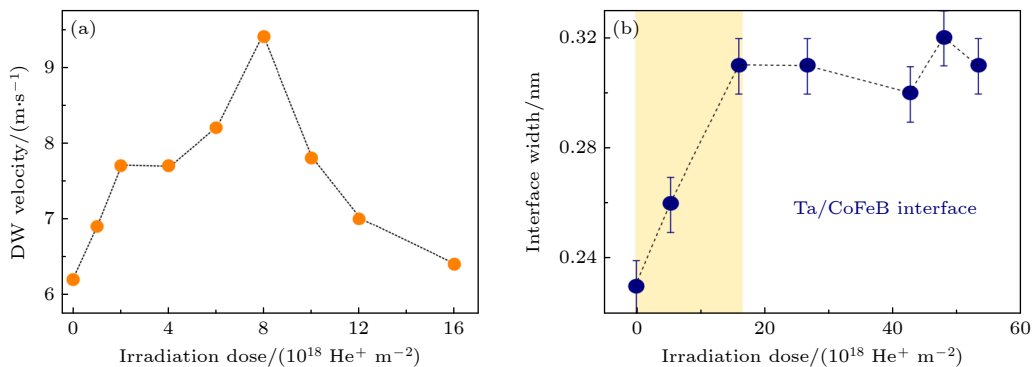 (a)
9
8
7
6
DW velocity/(m·s⁻¹)
0 4 8 12 16
Irradiation dose/(10¹⁸ He⁺ m⁻²)
(b)
0.32
0.28
0.24
Interface width/nm
Ta/CoFeB interface
0 20 40 60
Irradiation dose/(10¹⁸ He⁺ m⁻²)